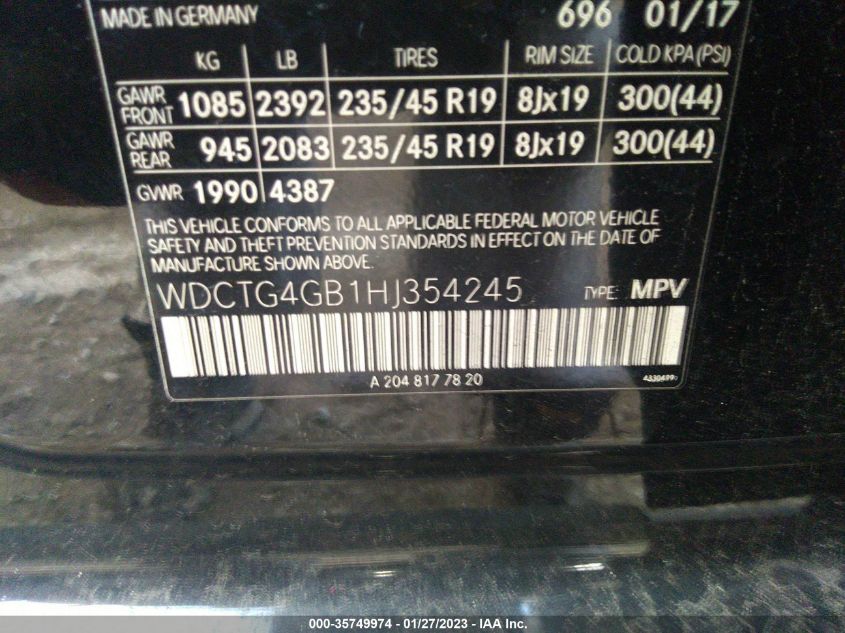 MADE IN GERMANY 696 01/17
KG LB TIRES RIM SIZE COLD KPA (PSI)
GAWR FRONT 1085 2392 235/45 R19 8Jx19 300(44)
GAWR REAR 945 2083 235/45 R19 8Jx19 300(44)
GVWR 1990 4387
THIS VEHICLE CONFORMS TO ALL APPLICABLE FEDERAL MOTOR VEHICLE
SAFETY AND THEFT PREVENTION STANDARDS IN EFFECT ON THE DATE OF
MANUFACTURE SHOWN ABOVE.
WDCTG4GB1HJ354245 TYPE: MPV
A 204 817 78 20
000-35749974 - 01/27/2023 - IAA Inc.